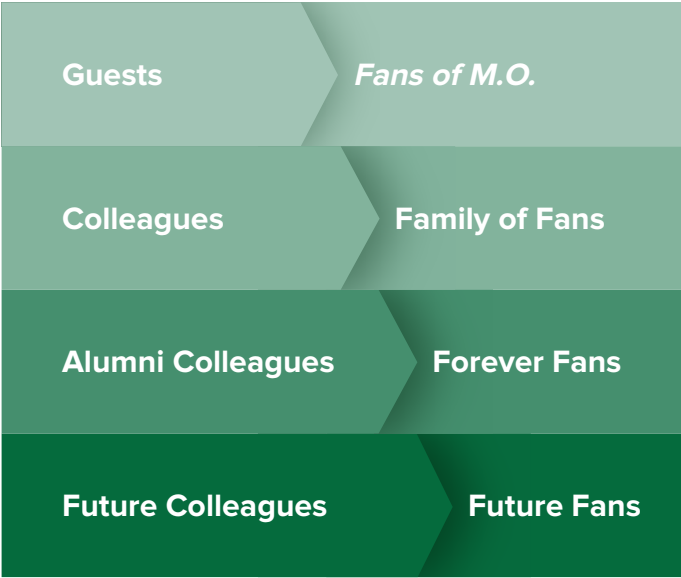 Guests
Fans of M.O.
Colleagues
Family of Fans
Alumni Colleagues
Forever Fans
Future Colleagues
Future Fans